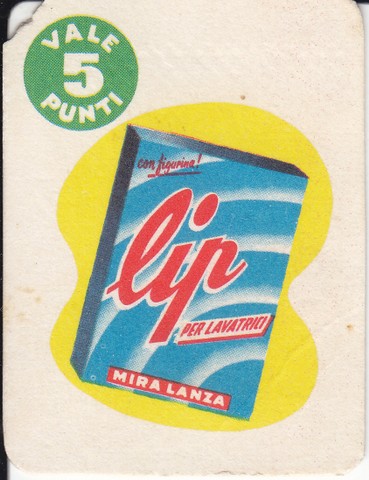 VALE
5
PUNTI
con figurina!
lip
PER LAVATRICI
MIRA LANZA